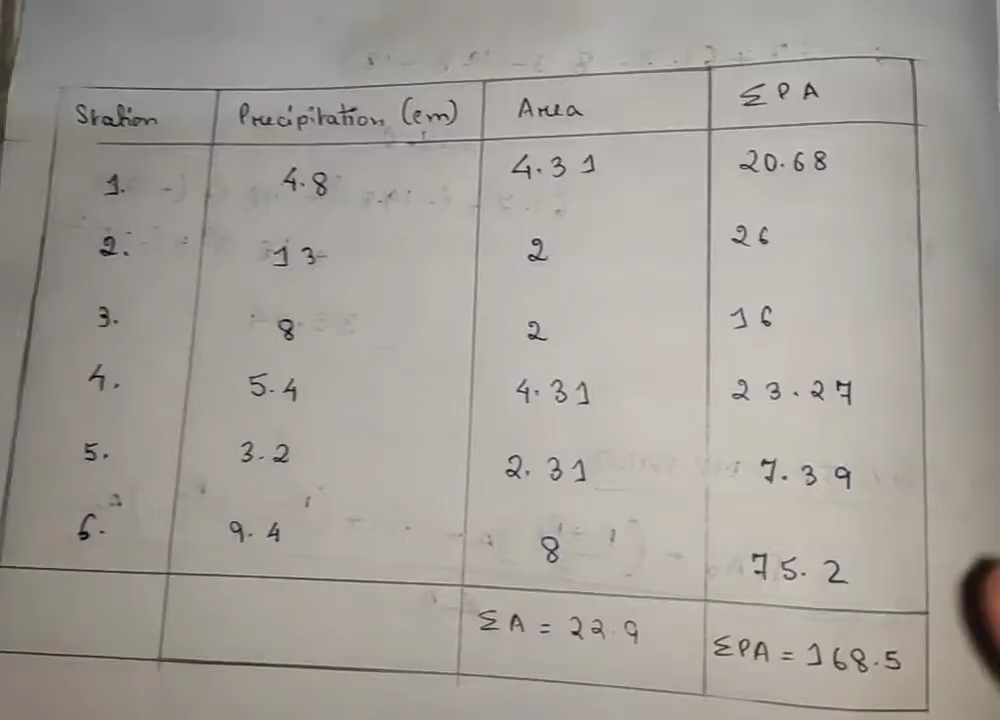 Station Precipitation (cm) Area ΣPA
1. 4.8 4.31 20.68
2. 13 2 26
3. 8 2 16
4. 5.4 4.31 23.27
5. 3.2 2.31 7.39
6. 9.4 8 75.2
ΣA = 22.9 ΣPA = 168.5